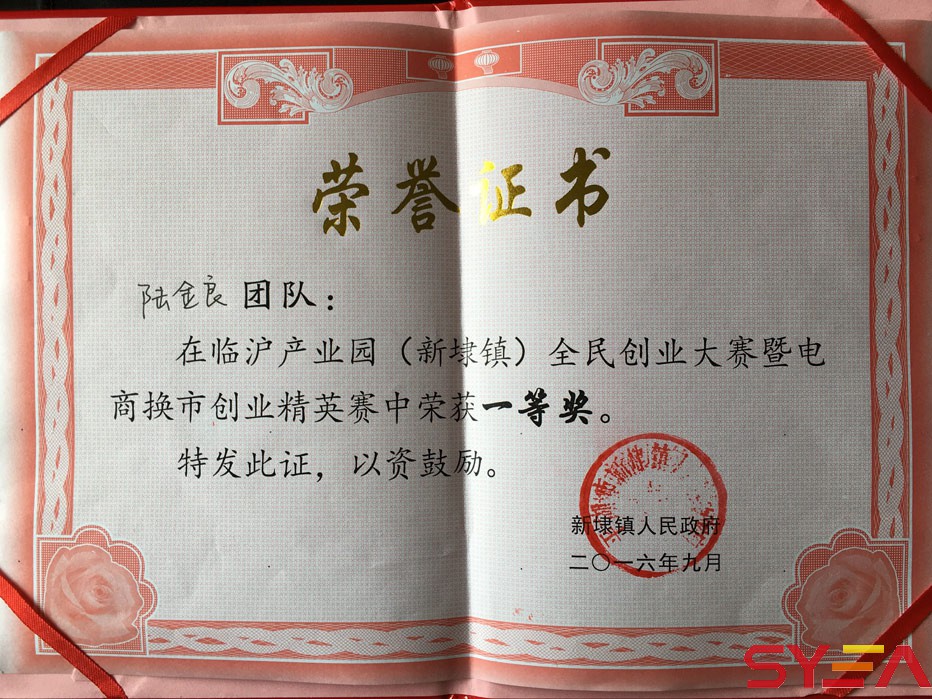 荣誉证书
陆金良团队：
在临沪产业园（新埭镇）全民创业大赛暨电
商换市创业精英赛中荣获一等奖。
特发此证，以资鼓励。
新埭镇人民政府
二〇一六年九月
SYEA